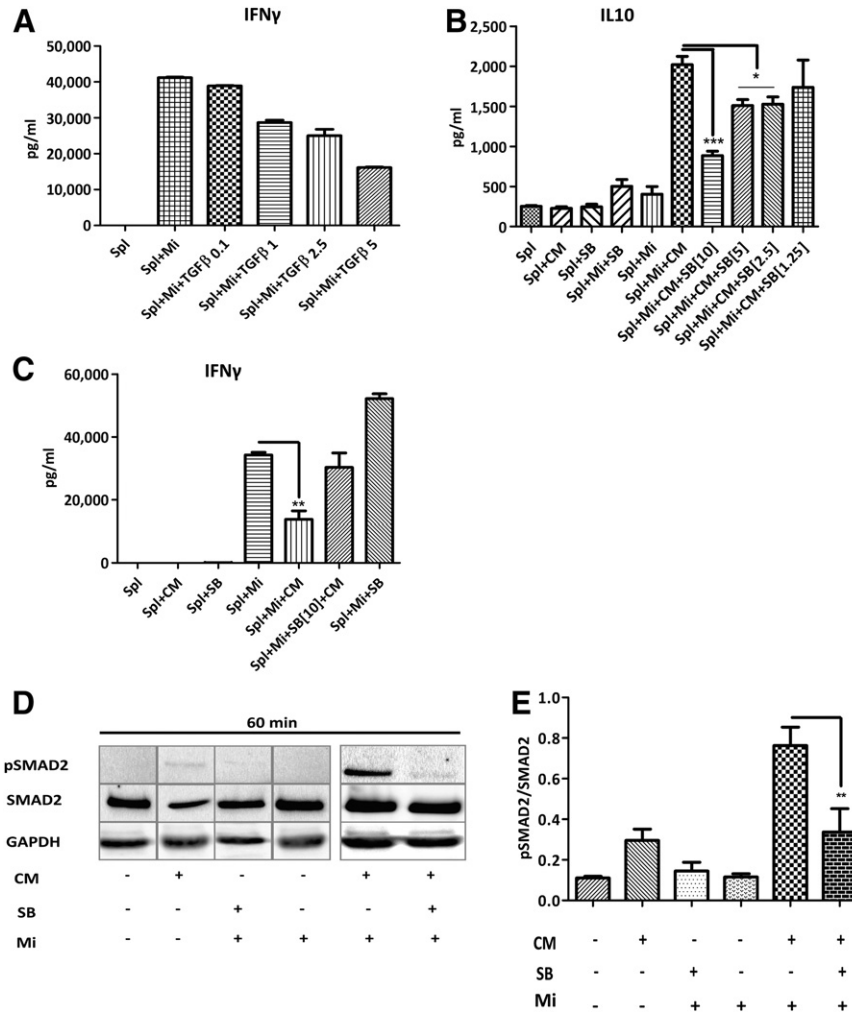 A
IFNγ
pg/ml
50,000
40,000
30,000
20,000
10,000
0
Spl
Spl+Mi
Spl+Mi+TGFβ 0.1
Spl+Mi+TGFβ 1
Spl+Mi+TGFβ 2.5
Spl+Mi+TGFβ 5
B
IL10
pg/ml
2,500
2,000
1,500
1,000
500
0
***
*
Spl
Spl+CM
Spl+SB
Spl+Mi+SB
Spl+Mi
Spl+Mi+CM
Spl+Mi+CM+SB[10]
Spl+Mi+CM+SB[5]
Spl+Mi+CM+SB[2.5]
Spl+Mi+CM+SB[1.25]
C
IFNγ
pg/ml
60,000
40,000
20,000
0
**
Spl
Spl+CM
Spl+SB
Spl+Mi
Spl+Mi+CM
Spl+Mi+SB[10]+CM
Spl+Mi+SB
D
60 min
pSMAD2
SMAD2
GAPDH
CM - + - - + +
SB - - + - - +
Mi - - + + + +
E
pSMAD2/SMAD2
1.0
0.8
0.6
0.4
0.2
0.0
**
CM - + - - + +
SB - - + - - +
Mi - - + + + +